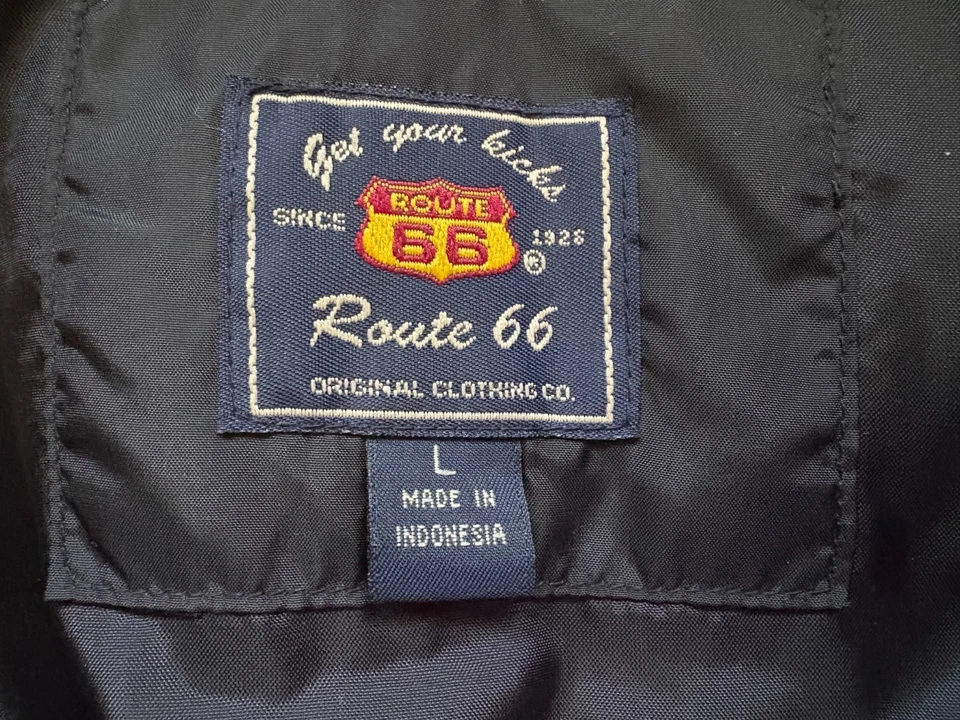 Get your kicks
SINCE
ROUTE
66
1926
®
Route 66
ORIGINAL CLOTHING CO.
L
MADE IN
INDONESIA